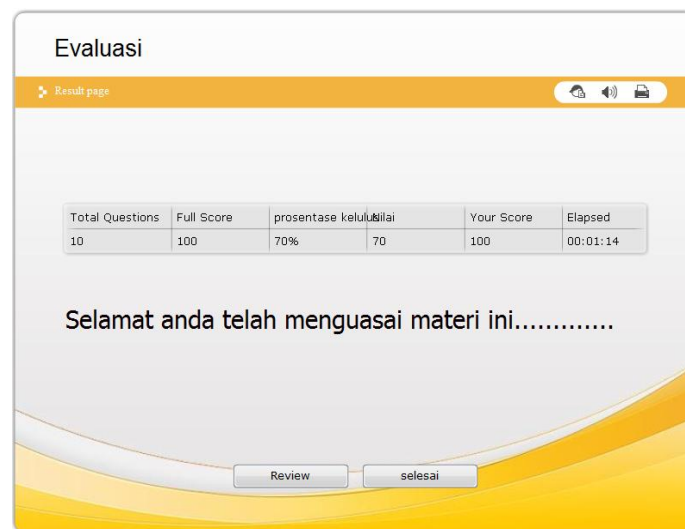 Evaluasi
Result page
Total Questions Full Score prosentase kelulus Nilai Your Score Elapsed
10 100 70% 70 100 00:01:14
Selamat anda telah menguasai materi ini.............
Review selesai